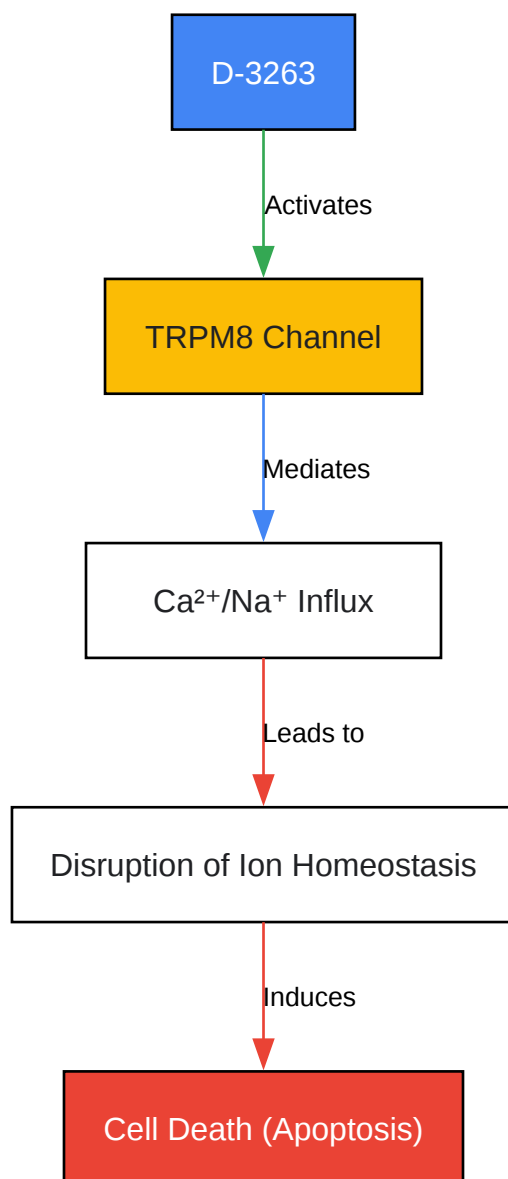 D-3263
Activates
TRPM8 Channel
Mediates
Ca²⁺/Na⁺ Influx
Leads to
Disruption of Ion Homeostasis
Induces
Cell Death (Apoptosis)